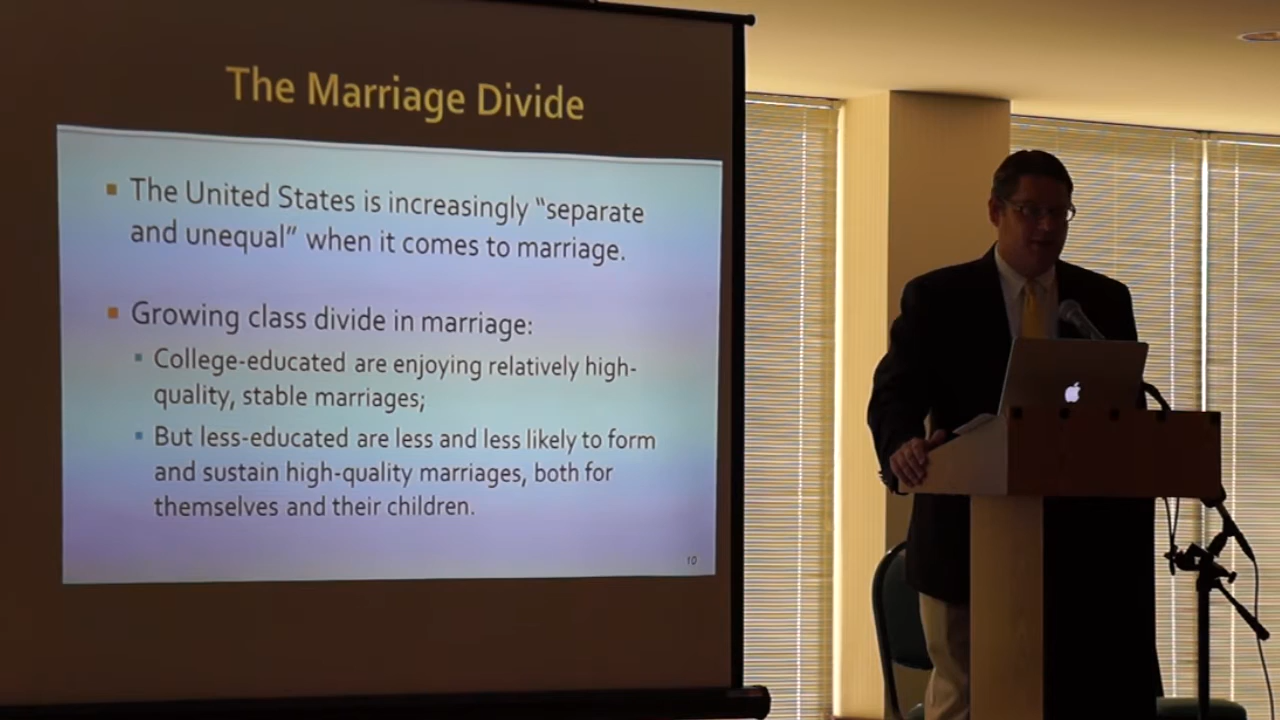 The Marriage Divide
The United States is increasingly “separate
and unequal” when it comes to marriage.
Growing class divide in marriage:
College-educated are enjoying relatively high-
quality, stable marriages;
But less-educated are less and less likely to form
and sustain high-quality marriages, both for
themselves and their children.
10